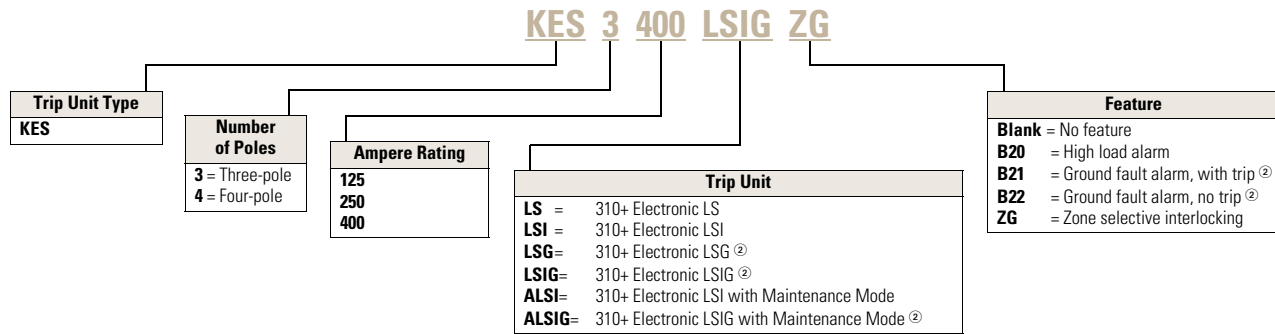 KES 3 400 LSIG ZG
Trip Unit Type
KES
Number
of Poles
3 = Three-pole
4 = Four-pole
Ampere Rating
125
250
400
Trip Unit
LS = 310+ Electronic LS
LSI = 310+ Electronic LSI
LSG= 310+ Electronic LSG ②
LSIG= 310+ Electronic LSIG ②
ALSI= 310+ Electronic LSI with Maintenance Mode
ALSIG= 310+ Electronic LSIG with Maintenance Mode ②
Feature
Blank = No feature
B20 = High load alarm
B21 = Ground fault alarm, with trip ②
B22 = Ground fault alarm, no trip ②
ZG = Zone selective interlocking